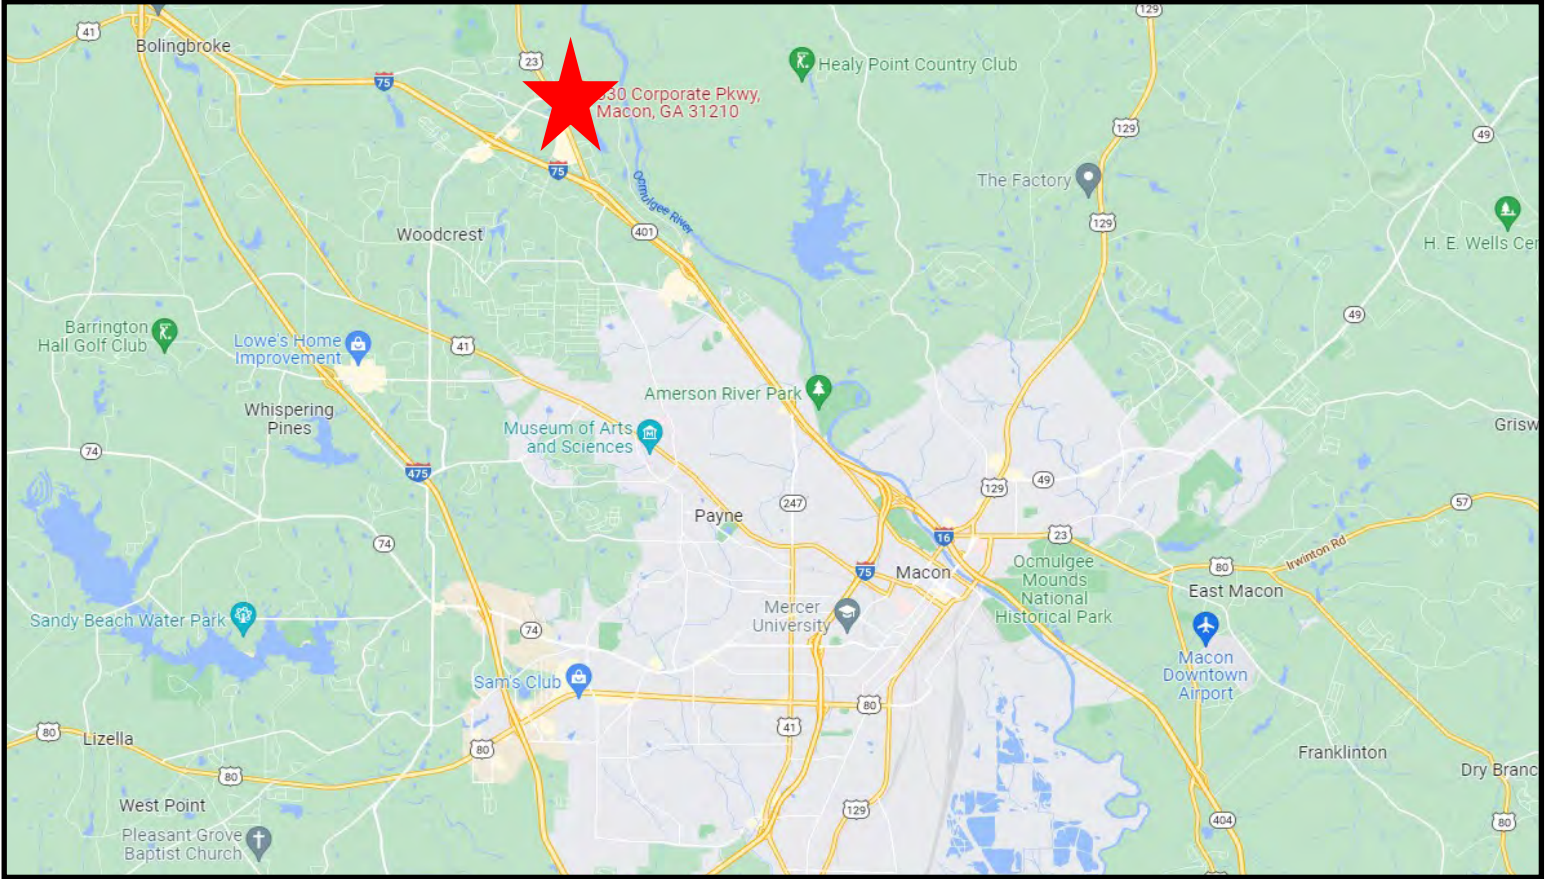 129
41
Bolingbroke
23
Healy Point Country Club
75
30 Corporate Pkwy,
Macon, GA 31210
129
49
75
The Factory
Ocmulgee River
129
401
Woodcrest
H. E. Wells Cer
49
Barrington
Hall Golf Club
Lowe's Home
Improvement
41
Amerson River Park
Whispering
Pines
Museum of Arts
and Sciences
Grisw
74
475
129
49
247
57
Payne
74
16
23
Irwinton Rd
75
Macon
Ocmulgee
Mounds
National
Historical Park
80
East Macon
Mercer
University
Sandy Beach Water Park
74
Macon
Downtown
Airport
Sam's Club
80
41
80
Lizella
80
Franklinton
80
Dry Branc
West Point
129
404
80
Pleasant Grove
Baptist Church